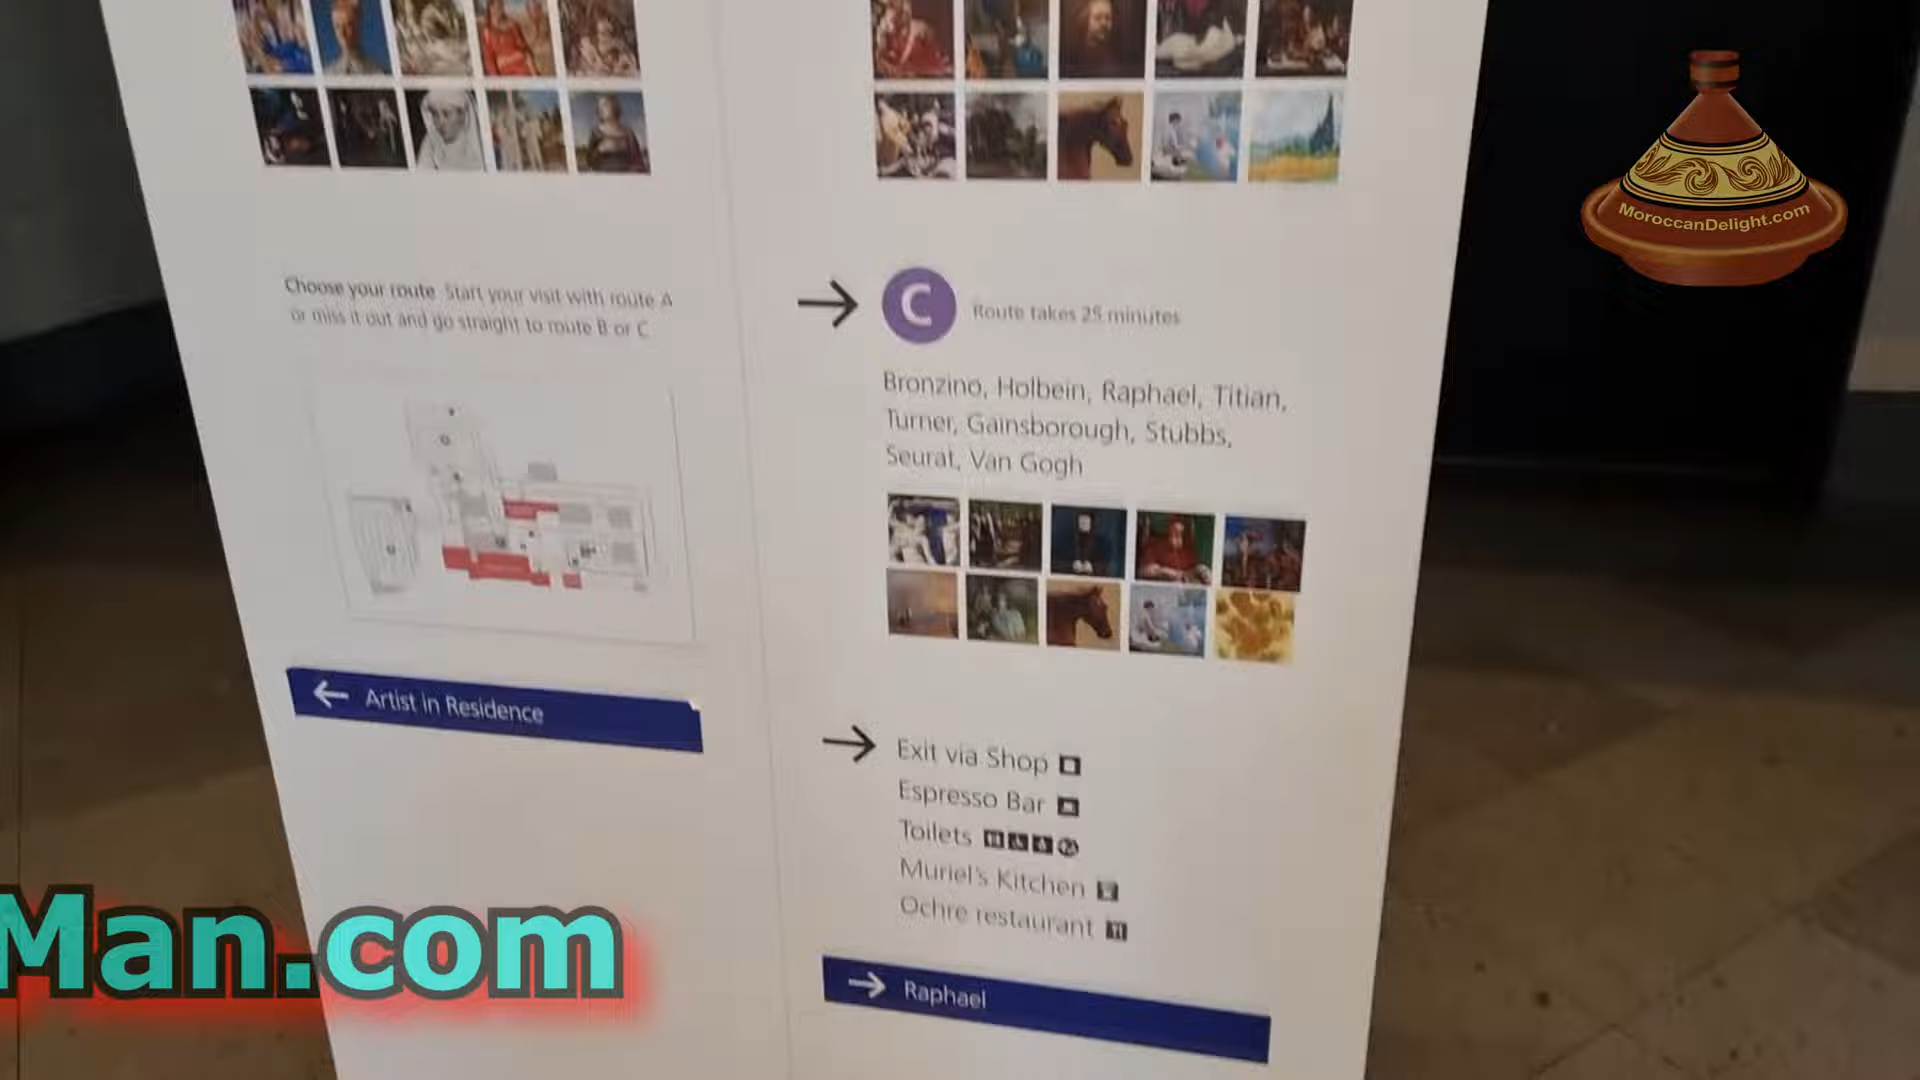 Choose your route Start your visit with route A
or miss it out and go straight to route B or C
← Artist in Residence
→ C Route takes 25 minutes
Bronzino, Holbein, Raphael, Titian,
Turner, Gainsborough, Stubbs,
Seurat, Van Gogh
→ Exit via Shop
Espresso Bar
Toilets
Muriel's Kitchen
Ochre restaurant
→ Raphael
MoroccanDelight.com
Man.com